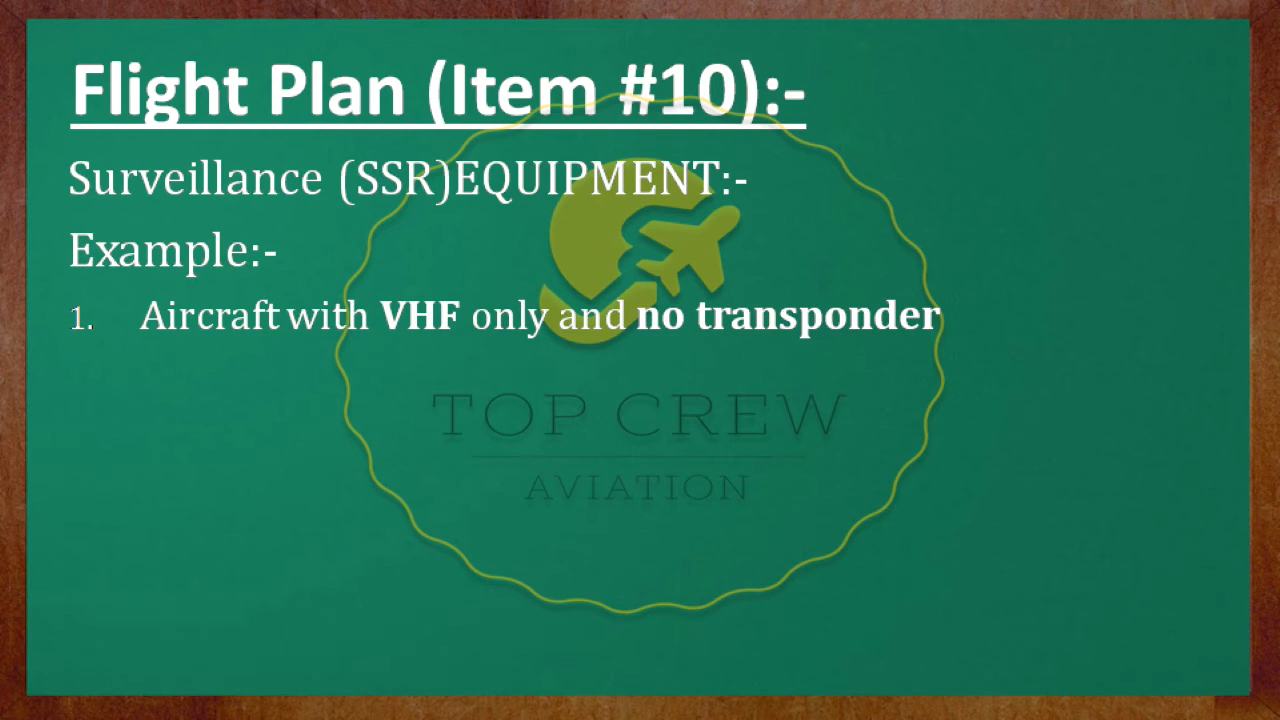 Flight Plan (Item #10):-
Surveillance (SSR)EQUIPMENT:-
Example:-
1. Aircraft with VHF only and no transponder
TOP CREW
AVIATION